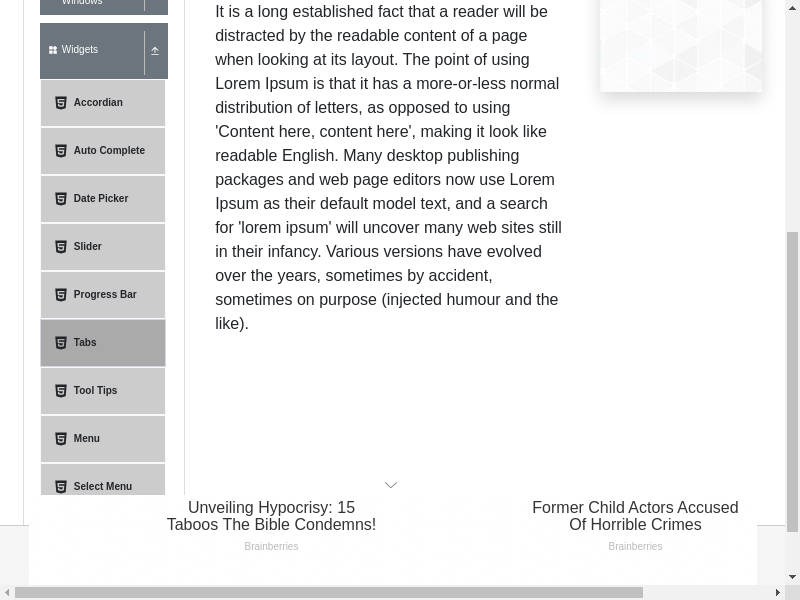 Windows
Widgets
Accordian
Auto Complete
Date Picker
Slider
Progress Bar
Tabs
Tool Tips
Menu
Select Menu
It is a long established fact that a reader will be
distracted by the readable content of a page
when looking at its layout. The point of using
Lorem Ipsum is that it has a more-or-less normal
distribution of letters, as opposed to using
'Content here, content here', making it look like
readable English. Many desktop publishing
packages and web page editors now use Lorem
Ipsum as their default model text, and a search
for 'lorem ipsum' will uncover many web sites still
in their infancy. Various versions have evolved
over the years, sometimes by accident,
sometimes on purpose (injected humour and the
like).
Unveiling Hypocrisy: 15
Taboos The Bible Condemns!
Brainberries
Former Child Actors Accused
Of Horrible Crimes
Brainberries